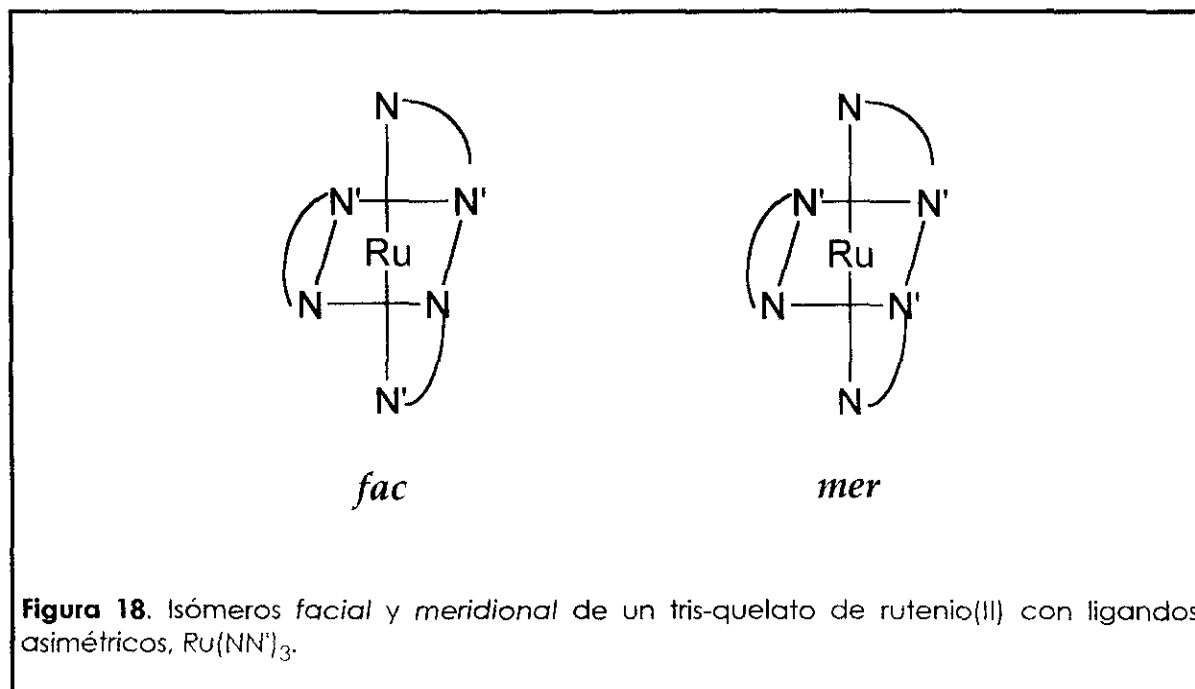 N N
N' N' N' N'
Ru Ru
N N N N'
N' N
fac mer
Figura 18. Isómeros facial y meridional de un tris-quelato de rutenio(II) con ligandos
asimétricos, Ru(NN')3.